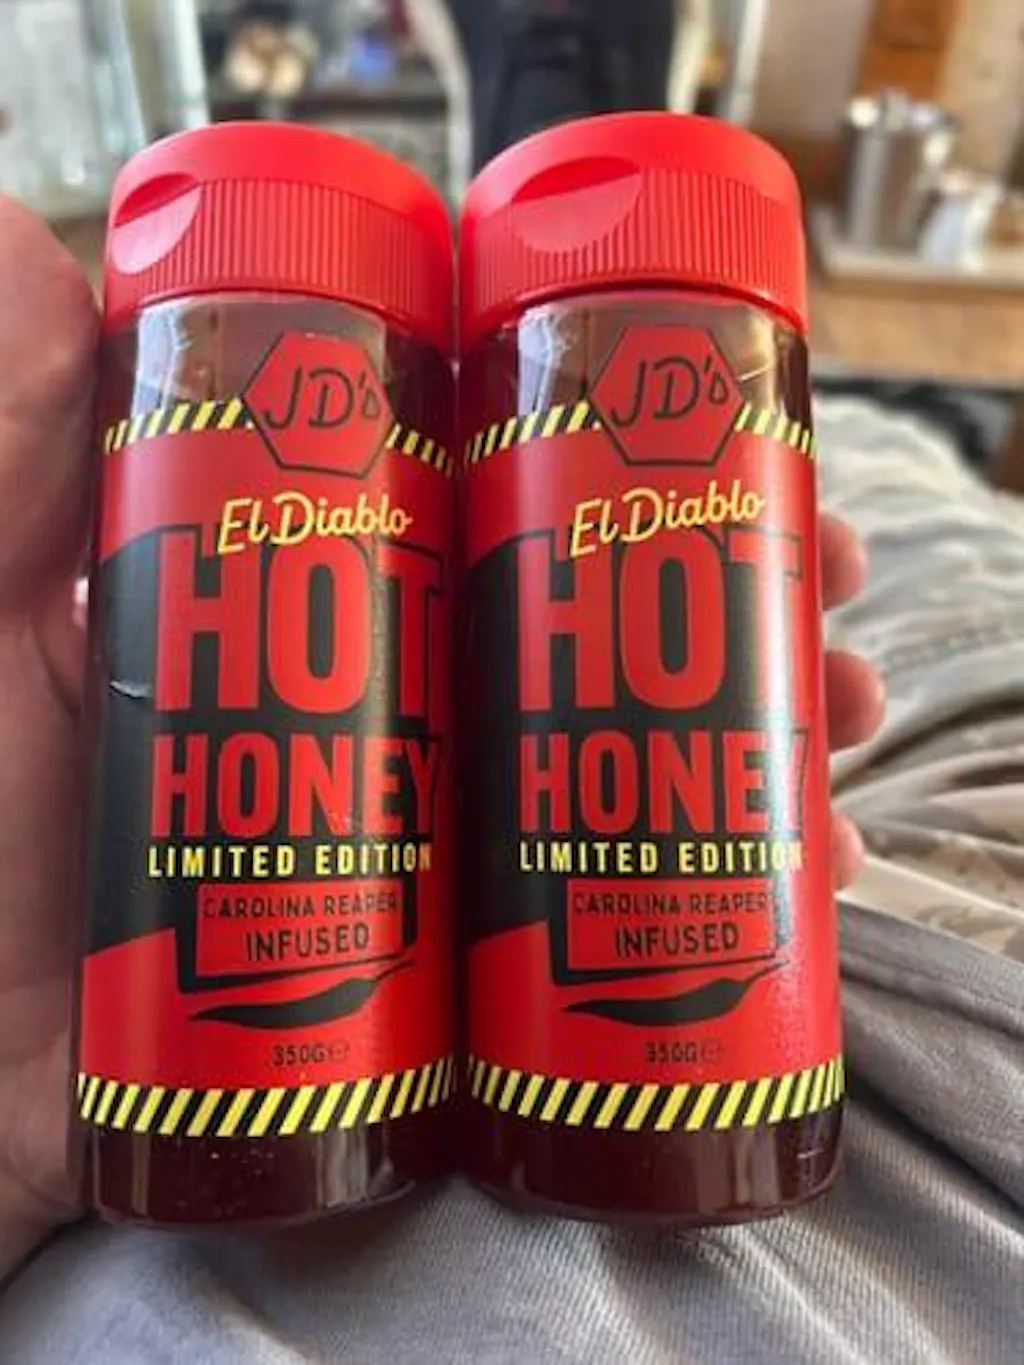 JD's
El Diablo
HOT
HONEY
LIMITED EDITION
CAROLINA REAPER
INFUSED
350G℮
JD's
El Diablo
HOT
HONEY
LIMITED EDITION
CAROLINA REAPER
INFUSED
350G℮